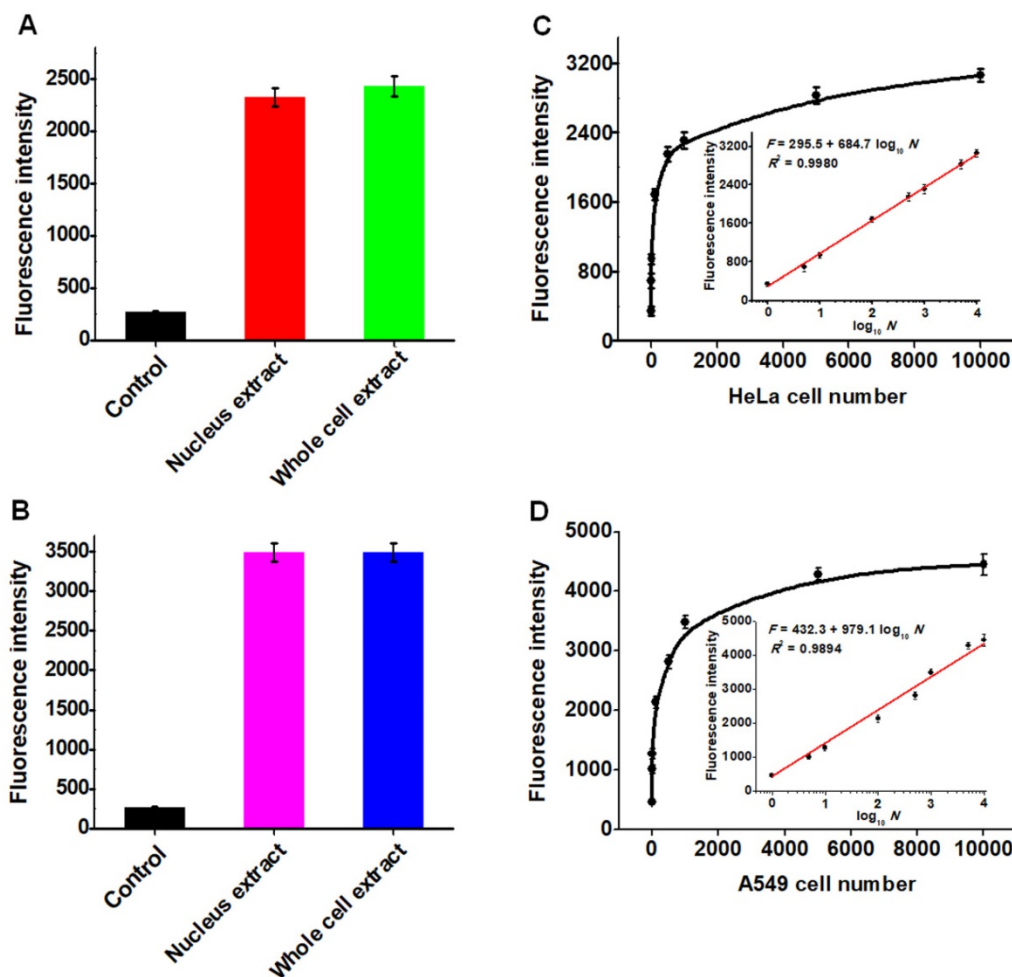 A
Fluorescence intensity
2500
2000
1500
1000
500
0
Control
Nucleus extract
Whole cell extract
C
Fluorescence intensity
3200
2400
1600
800
0
0 2000 4000 6000 8000 10000
HeLa cell number
F = 295.5 + 684.7 log₁₀ N
R² = 0.9980
Fluorescence intensity
3200
2400
1600
800
0
0 1 2 3 4
log₁₀ N
B
Fluorescence intensity
3500
3000
2500
2000
1500
1000
500
0
Control
Nucleus extract
Whole cell extract
D
Fluorescence intensity
5000
4000
3000
2000
1000
0
0 2000 4000 6000 8000 10000
A549 cell number
F = 432.3 + 979.1 log₁₀ N
R² = 0.9894
Fluorescence intensity
5000
4000
3000
2000
1000
0
0 1 2 3 4
log₁₀ N